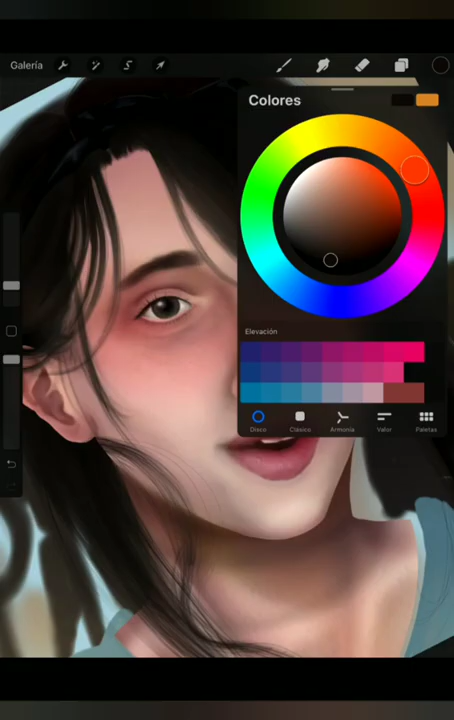 Galería
Colores
Elevación
Disco
Clásico
Armonía
Valor
Paletas